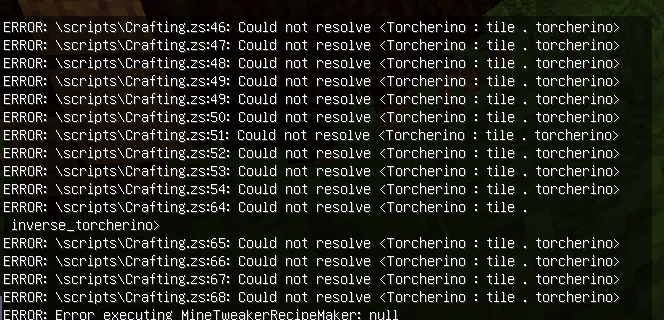 ERROR: \scripts\Crafting.zs:46: Could not resolve <Torcherino : tile . torcherino>
ERROR: \scripts\Crafting.zs:47: Could not resolve <Torcherino : tile . torcherino>
ERROR: \scripts\Crafting.zs:48: Could not resolve <Torcherino : tile . torcherino>
ERROR: \scripts\Crafting.zs:49: Could not resolve <Torcherino : tile . torcherino>
ERROR: \scripts\Crafting.zs:49: Could not resolve <Torcherino : tile . torcherino>
ERROR: \scripts\Crafting.zs:50: Could not resolve <Torcherino : tile . torcherino>
ERROR: \scripts\Crafting.zs:51: Could not resolve <Torcherino : tile . torcherino>
ERROR: \scripts\Crafting.zs:52: Could not resolve <Torcherino : tile . torcherino>
ERROR: \scripts\Crafting.zs:53: Could not resolve <Torcherino : tile . torcherino>
ERROR: \scripts\Crafting.zs:54: Could not resolve <Torcherino : tile . torcherino>
ERROR: \scripts\Crafting.zs:64: Could not resolve <Torcherino : tile .
inverse_torcherino>
ERROR: \scripts\Crafting.zs:65: Could not resolve <Torcherino : tile . torcherino>
ERROR: \scripts\Crafting.zs:66: Could not resolve <Torcherino : tile . torcherino>
ERROR: \scripts\Crafting.zs:67: Could not resolve <Torcherino : tile . torcherino>
ERROR: \scripts\Crafting.zs:68: Could not resolve <Torcherino : tile . torcherino>
ERROR: Error executing MineTweakerRecipeMaker: null